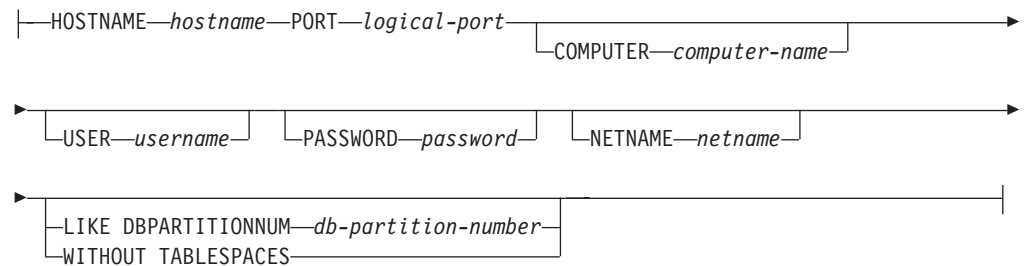 HOSTNAME hostname PORT logical-port
COMPUTER computer-name
USER username PASSWORD password NETNAME netname
LIKE DBPARTITIONNUM db-partition-number
WITHOUT TABLESPACES